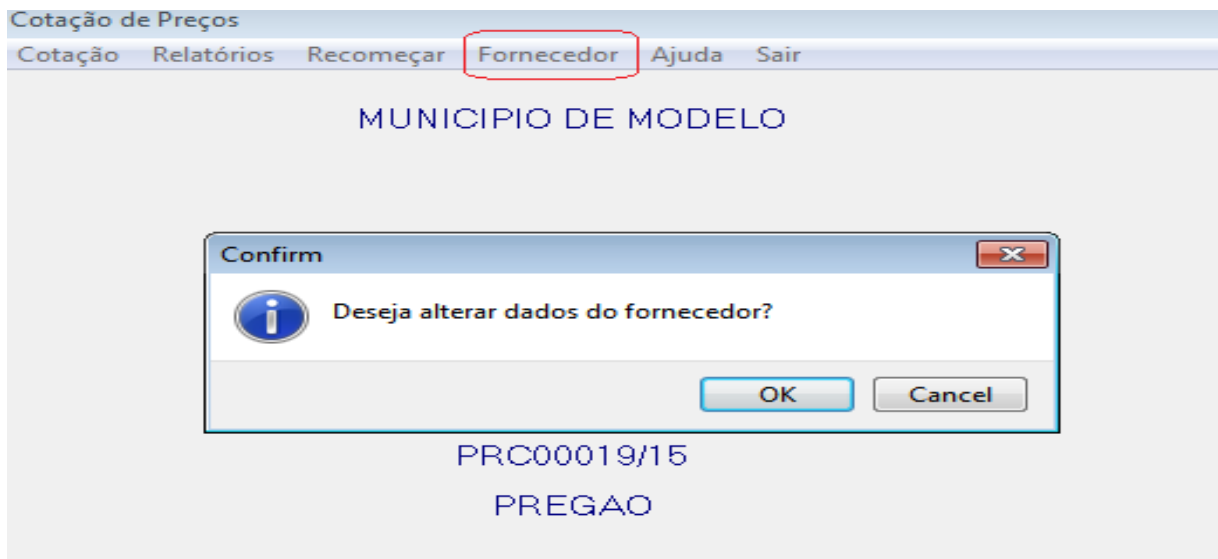 Cotação de Preços
Cotação Relatórios Recomeçar Fornecedor Ajuda Sair
MUNICIPIO DE MODELO
Confirm
Deseja alterar dados do fornecedor?
OK Cancel
PRC00019/15
PREGAO